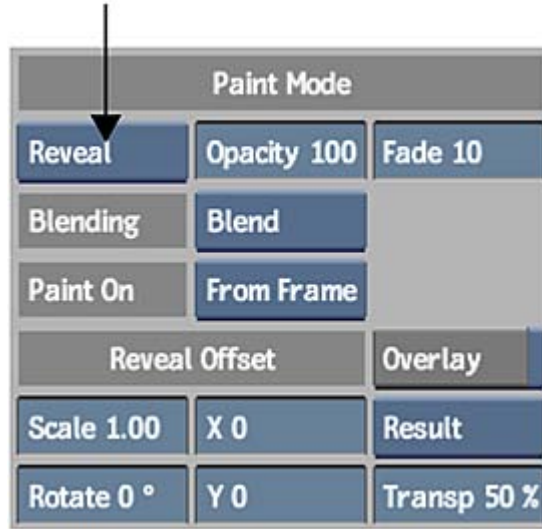 Paint Mode
Reveal Opacity 100 Fade 10
Blending Blend
Paint On From Frame
Reveal Offset Overlay
Scale 1.00 X 0 Result
Rotate 0 ° Y 0 Transp 50 %